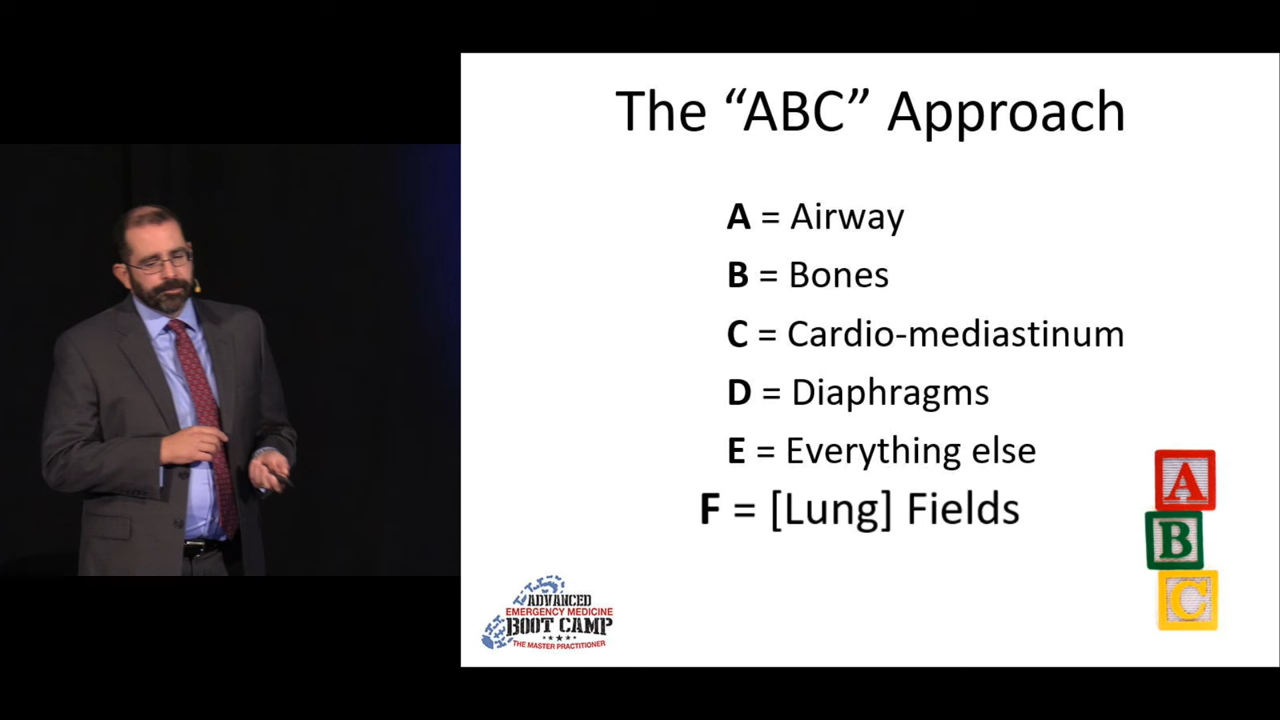 The “ABC” Approach
A = Airway
B = Bones
C = Cardio-mediastinum
D = Diaphragms
E = Everything else
F = [Lung] Fields
A
B
C
ADVANCED
EMERGENCY MEDICINE
BOOT CAMP
THE MASTER PRACTITIONER